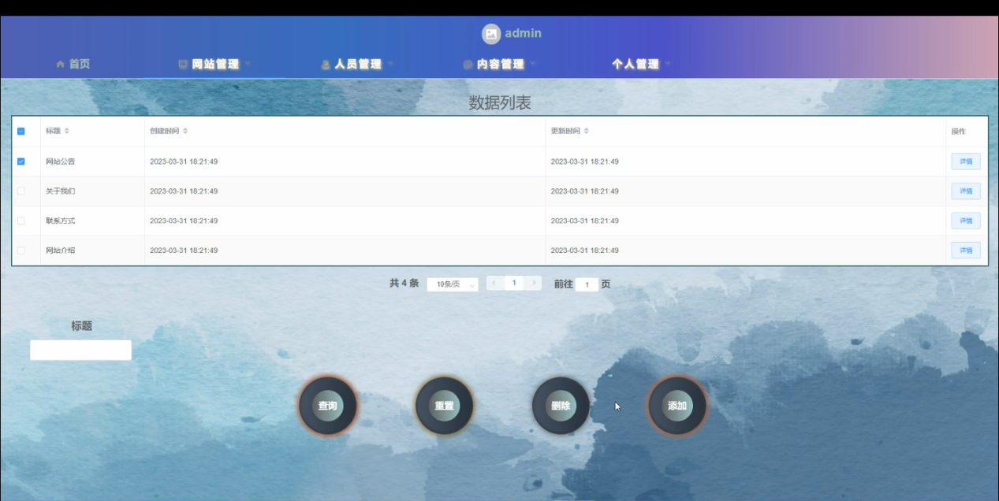 admin
首页 网站管理 人员管理 内容管理 个人管理
数据列表
标题 创建时间 更新时间 操作
网站公告 2023-03-31 18:21:49 2023-03-31 18:21:49 详情
关于我们 2023-03-31 18:21:49 2023-03-31 18:21:49 详情
联系方式 2023-03-31 18:21:49 2023-03-31 18:21:49 详情
网站介绍 2023-03-31 18:21:49 2023-03-31 18:21:49 详情
共 4 条 10条/页 1 前往 1 页
标题
查询 重置 删除 添加